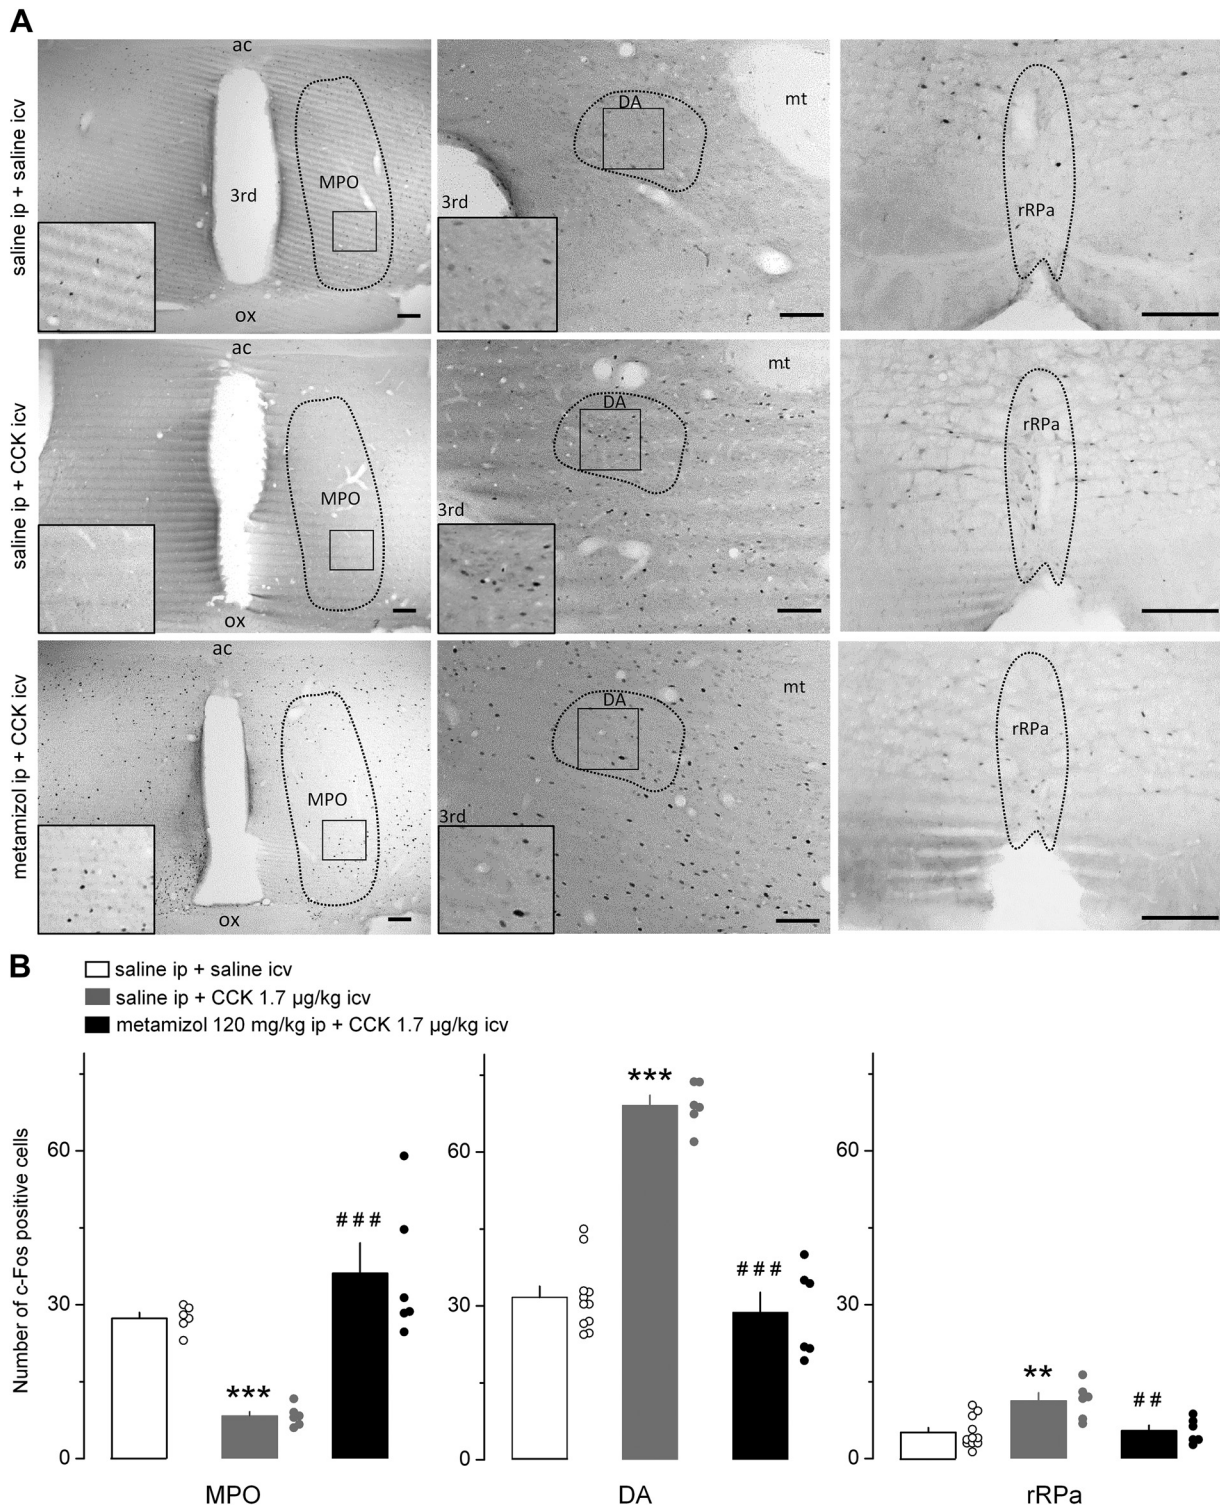 A
saline ip + saline icv
ac
3rd
MPO
ox
DA
mt
3rd
rRPa
saline ip + CCK icv
ac
MPO
ox
DA
mt
3rd
rRPa
metamizol ip + CCK icv
ac
MPO
ox
DA
mt
3rd
rRPa
B
saline ip + saline icv
saline ip + CCK 1.7 µg/kg icv
metamizol 120 mg/kg ip + CCK 1.7 µg/kg icv
Number of c-Fos positive cells
60
30
0
***
###
MPO
60
30
0
***
###
DA
60
30
0
**
##
rRPa